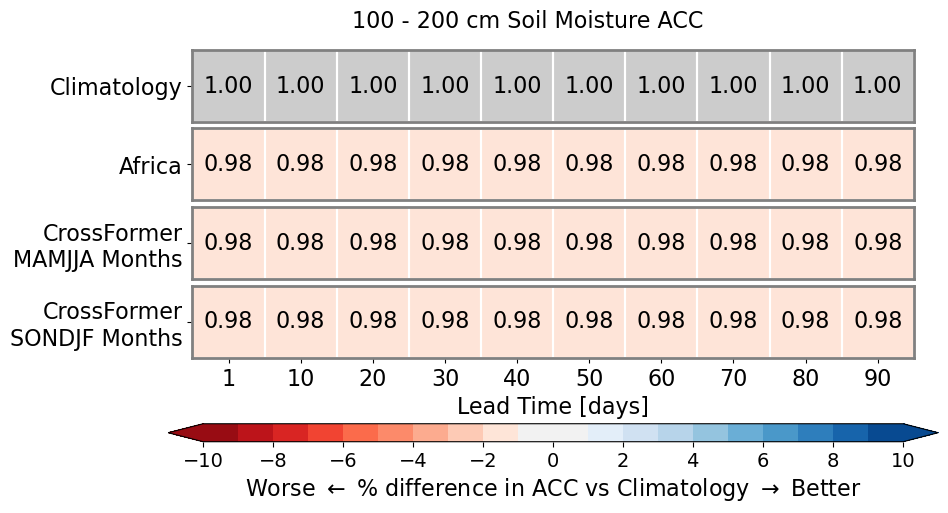 100 - 200 cm Soil Moisture ACC
Climatology 1.00 1.00 1.00 1.00 1.00 1.00 1.00 1.00 1.00 1.00
Africa 0.98 0.98 0.98 0.98 0.98 0.98 0.98 0.98 0.98 0.98
CrossFormer
MAMJJA Months 0.98 0.98 0.98 0.98 0.98 0.98 0.98 0.98 0.98 0.98
CrossFormer
SONDJF Months 0.98 0.98 0.98 0.98 0.98 0.98 0.98 0.98 0.98 0.98
1 10 20 30 40 50 60 70 80 90
Lead Time [days]
−10 −8 −6 −4 −2 0 2 4 6 8 10
Worse ← % difference in ACC vs Climatology → Better